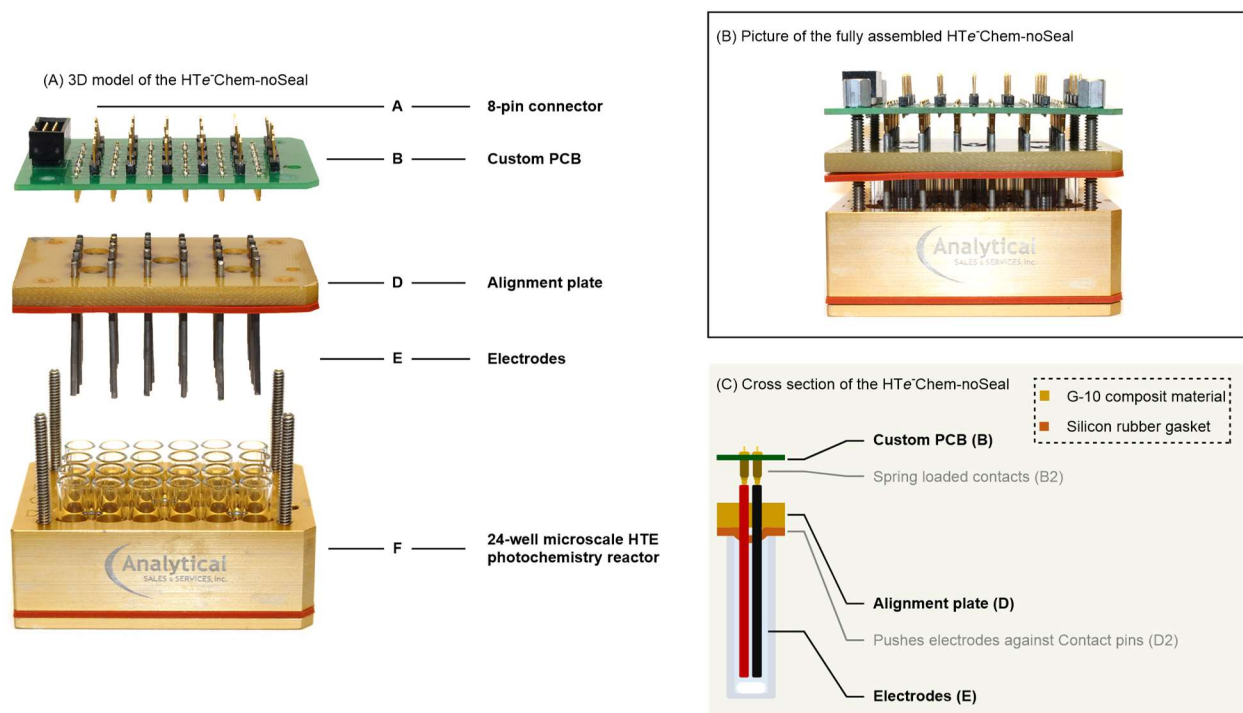 (A) 3D model of the HTe⁻Chem-noSeal
A 8-pin connector
B Custom PCB
D Alignment plate
E Electrodes
F 24-well microscale HTE
photochemistry reactor
Analytical
SALES & SERVICES, Inc.
(B) Picture of the fully assembled HTe⁻Chem-noSeal
Analytical
SALES & SERVICES, Inc.
(C) Cross section of the HTe⁻Chem-noSeal
G-10 composit material
Silicon rubber gasket
Custom PCB (B)
Spring loaded contacts (B2)
Alignment plate (D)
Pushes electrodes against Contact pins (D2)
Electrodes (E)